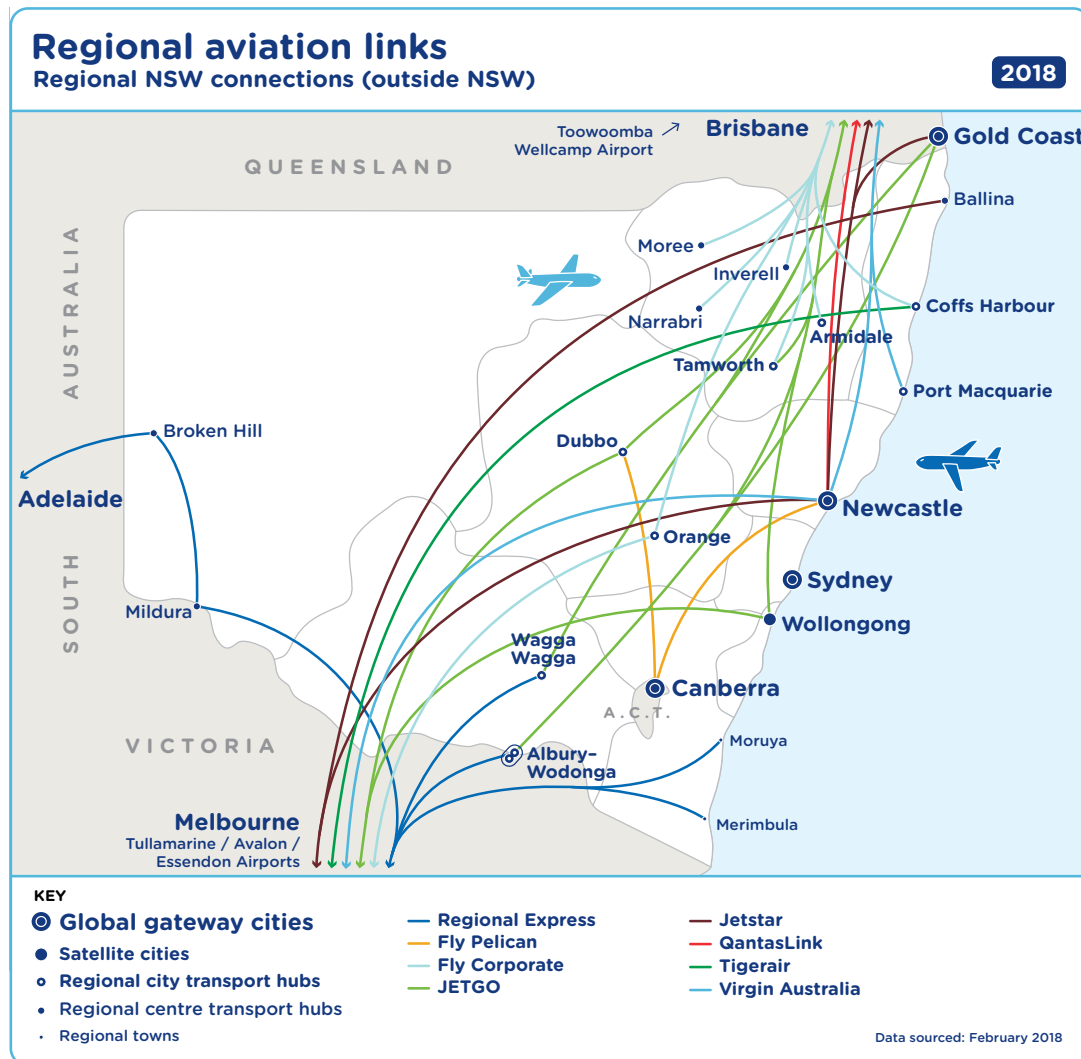 Regional aviation links
Regional NSW connections (outside NSW)
2018
Toowoomba
Wellcamp Airport
Brisbane
Gold Coast
QUEENSLAND
Ballina
Moree
Inverell
Narrabri
Coffs Harbour
Armidale
Tamworth
Port Macquarie
SOUTH AUSTRALIA
Broken Hill
Dubbo
Adelaide
Newcastle
Orange
Sydney
Mildura
Wollongong
Wagga
Wagga
Canberra
A.C.T.
VICTORIA
Moruya
Albury–
Wodonga
Melbourne
Tullamarine / Avalon /
Essendon Airports
Merimbula
KEY
Global gateway cities
Satellite cities
Regional city transport hubs
Regional centre transport hubs
Regional towns
Regional Express
Fly Pelican
Fly Corporate
JETGO
Jetstar
QantasLink
Tigerair
Virgin Australia
Data sourced: February 2018